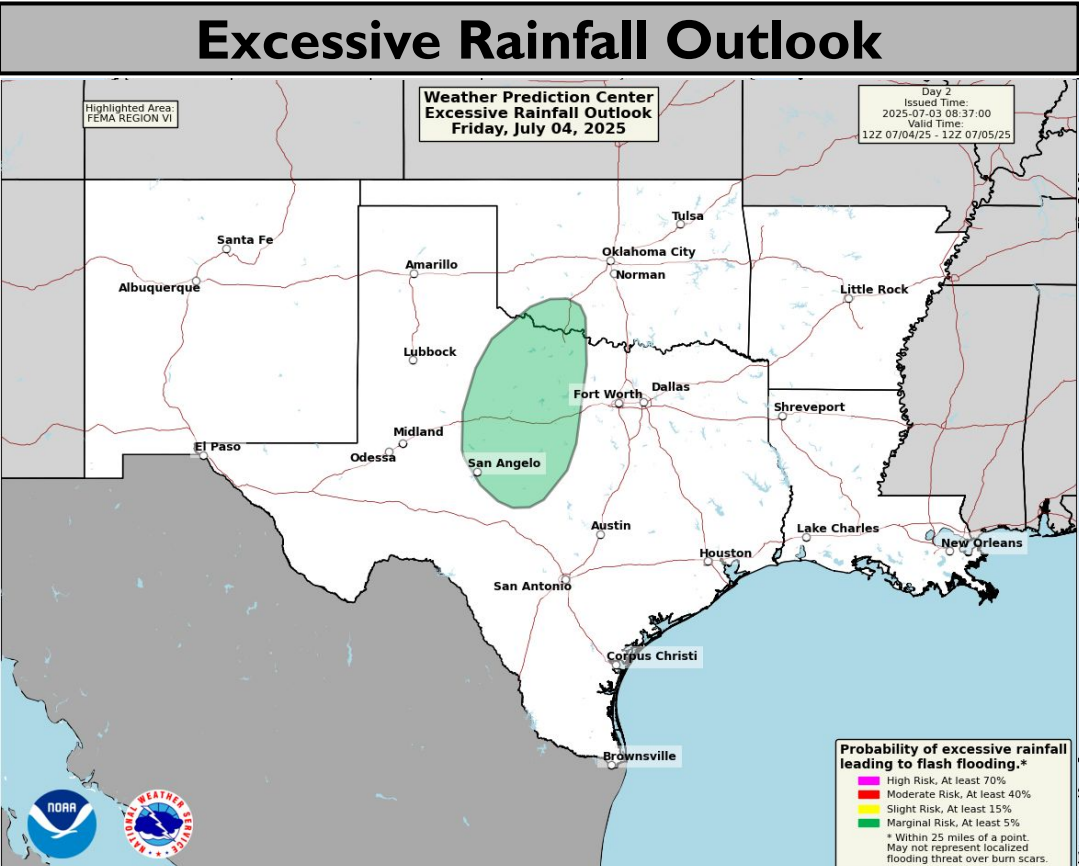 Excessive Rainfall Outlook
Highlighted Area:
FEMA REGION VI
Weather Prediction Center
Excessive Rainfall Outlook
Friday, July 04, 2025
Day 2
Issued Time:
2025-07-03 08:37:00
Valid Time:
12Z 07/04/25 - 12Z 07/05/25
Tulsa
Santa Fe
Oklahoma City
Amarillo
Norman
Albuquerque
Little Rock
Lubbock
Dallas
Fort Worth
Shreveport
Midland
El Paso
Odessa
San Angelo
Austin
Lake Charles
New Orleans
Houston
San Antonio
Corpus Christi
Brownsville
Probability of excessive rainfall
leading to flash flooding.*
High Risk, At least 70%
Moderate Risk, At least 40%
Slight Risk, At least 15%
Marginal Risk, At least 5%
* Within 25 miles of a point.
May not represent localized
flooding threat over burn scars.
NOAA
NATIONAL WEATHER SERVICE